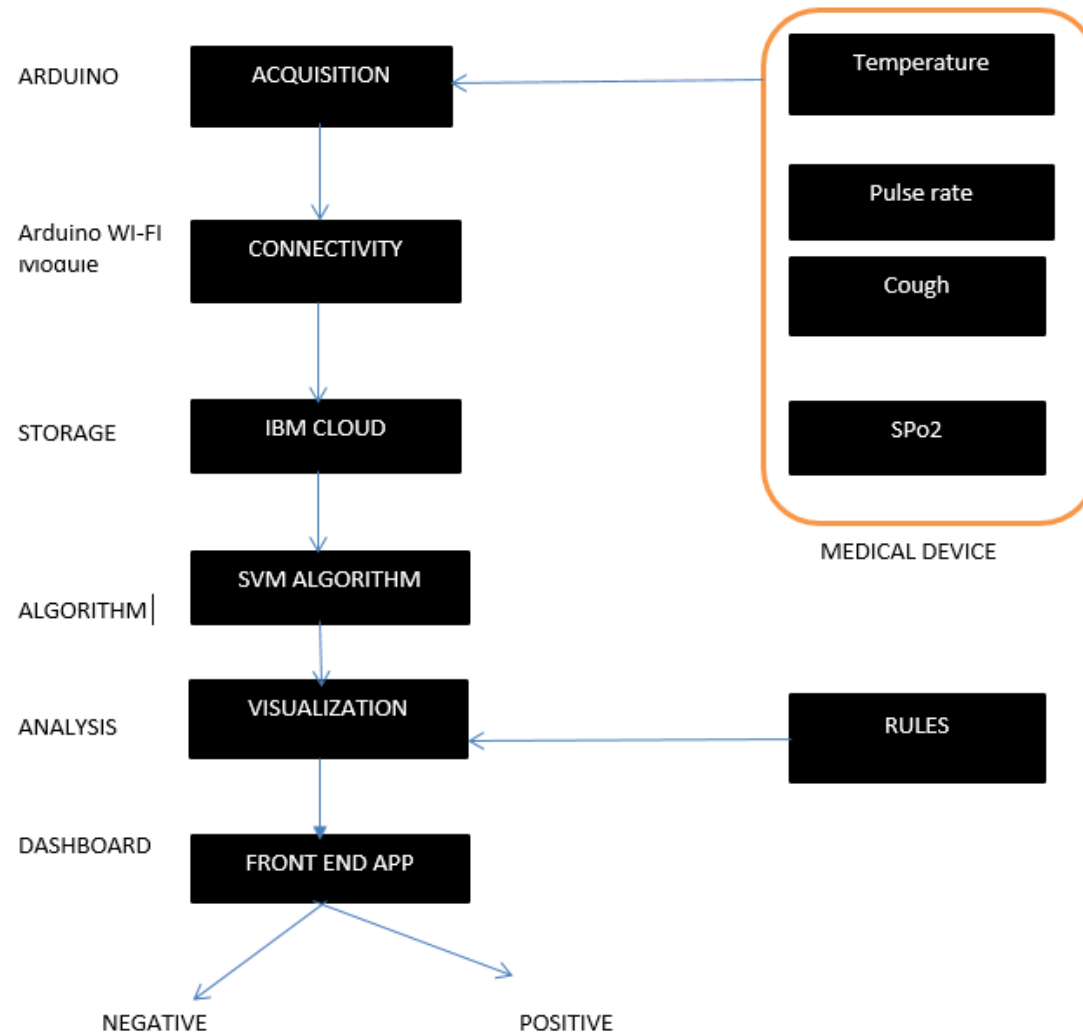 ARDUINO
ACQUISITION
Temperature
Pulse rate
Arduino WI-FI
Module
CONNECTIVITY
Cough
STORAGE
IBM CLOUD
SPo2
MEDICAL DEVICE
SVM ALGORITHM
ALGORITHM
ANALYSIS
VISUALIZATION
RULES
DASHBOARD
FRONT END APP
NEGATIVE
POSITIVE